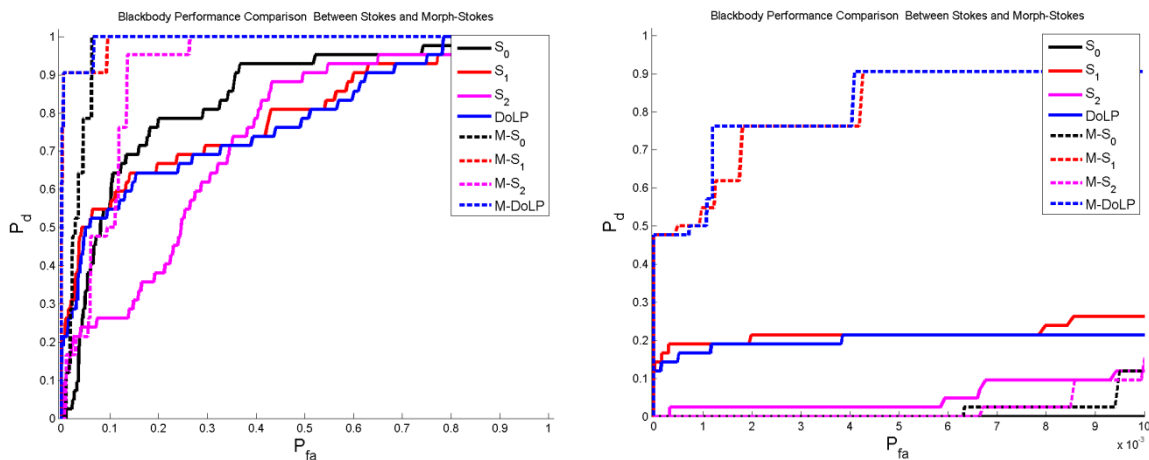 Blackbody Performance Comparison  Between Stokes and Morph-Stokes
1
0.9
0.8
0.7
0.6
0.5
0.4
0.3
0.2
0.1
0
P_d
0 0.1 0.2 0.3 0.4 0.5 0.6 0.7 0.8 0.9 1
P_fa
S_0
S_1
S_2
DoLP
M-S_0
M-S_1
M-S_2
M-DoLP
Blackbody Performance Comparison  Between Stokes and Morph-Stokes
1
0.9
0.8
0.7
0.6
0.5
0.4
0.3
0.2
0.1
0
P_d
0 1 2 3 4 5 6 7 8 9 10
x 10^-3
P_fa
S_0
S_1
S_2
DoLP
M-S_0
M-S_1
M-S_2
M-DoLP